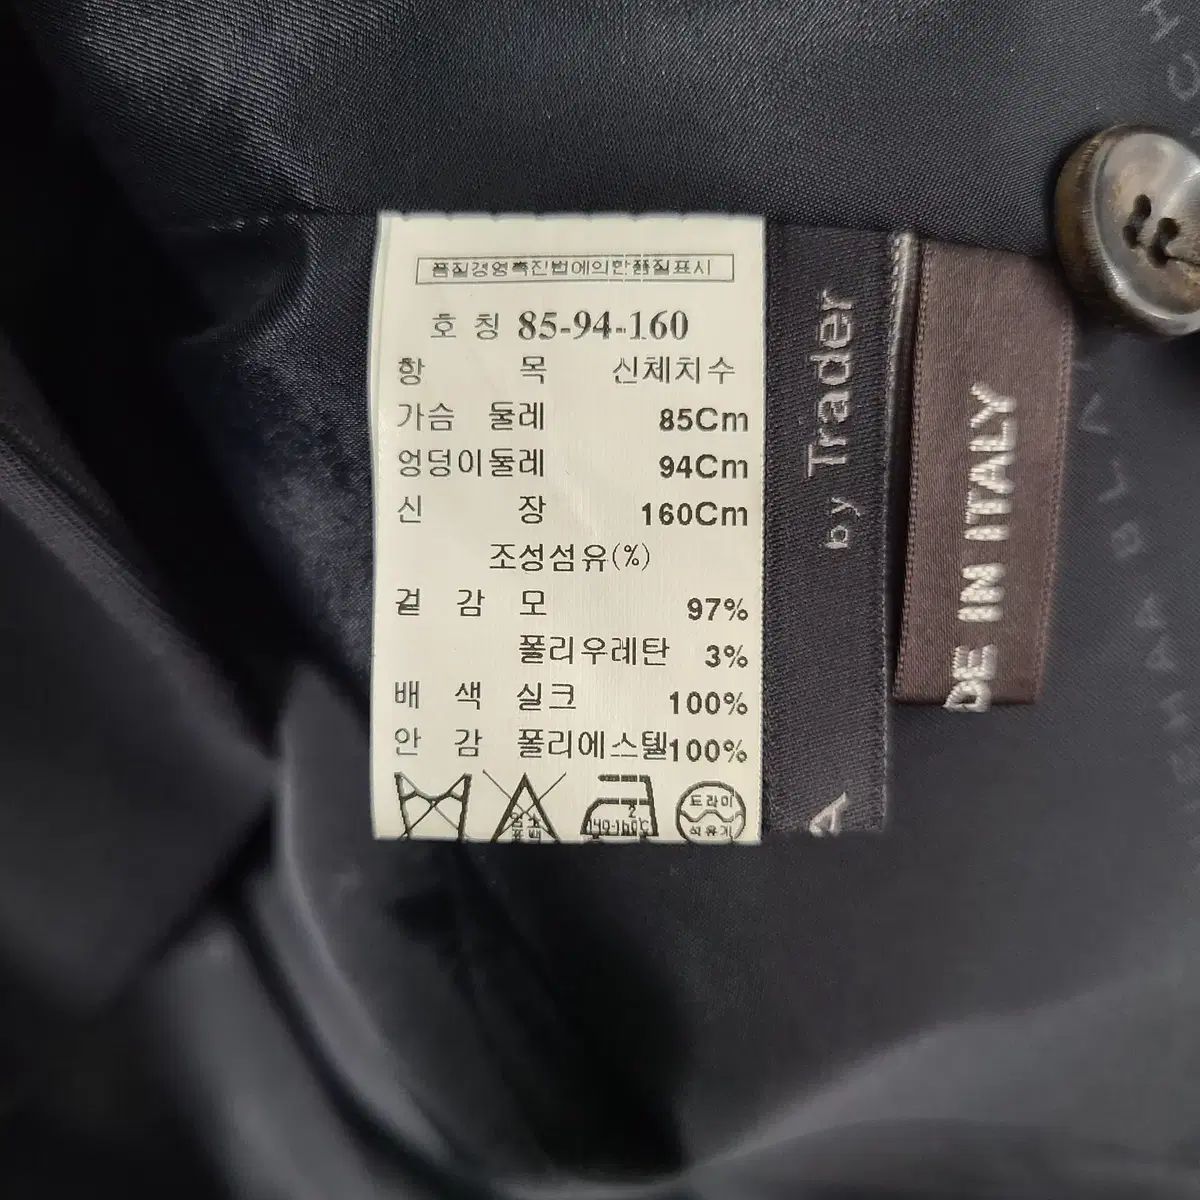 품질경영촉진법에의한품질표시
호 칭 85-94-160
항 목 신체치수
가슴 둘레 85Cm
엉덩이둘레 94Cm
신 장 160Cm
조성섬유(%)
겉 감 모 97%
폴리우레탄 3%
배 색 실크 100%
안 감 폴리에스텔100%
드라이
석유계
by Trader
DE IN ITALY